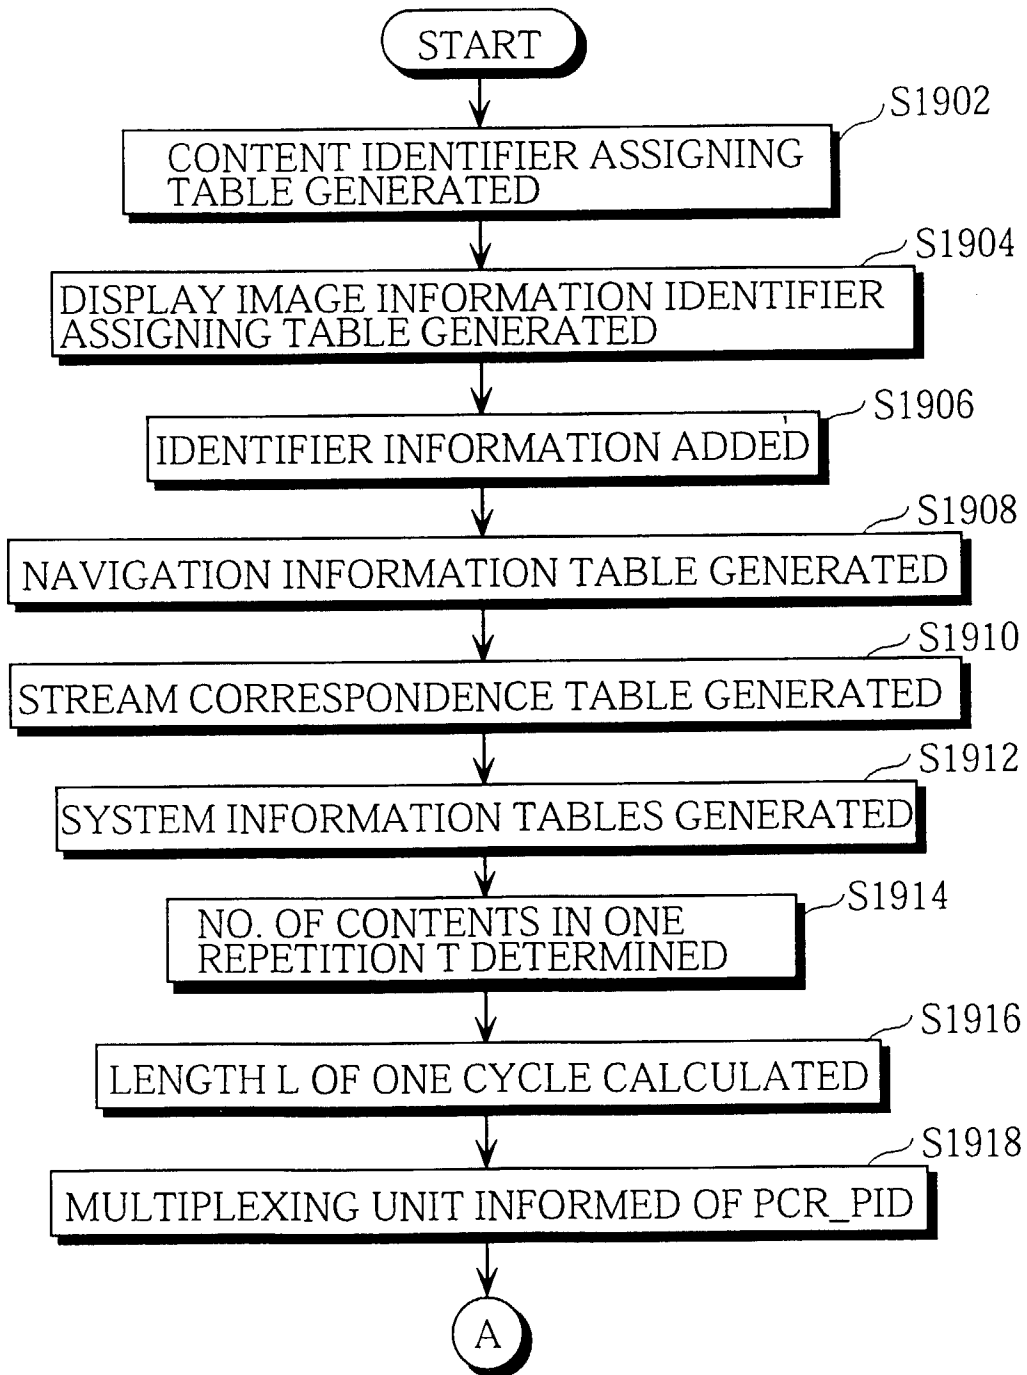 START
S1902
CONTENT IDENTIFIER ASSIGNING
TABLE GENERATED
S1904
DISPLAY IMAGE INFORMATION IDENTIFIER
ASSIGNING TABLE GENERATED
S1906
IDENTIFIER INFORMATION ADDED
S1908
NAVIGATION INFORMATION TABLE GENERATED
S1910
STREAM CORRESPONDENCE TABLE GENERATED
S1912
SYSTEM INFORMATION TABLES GENERATED
S1914
NO. OF CONTENTS IN ONE
REPETITION T DETERMINED
S1916
LENGTH L OF ONE CYCLE CALCULATED
S1918
MULTIPLEXING UNIT INFORMED OF PCR_PID
A